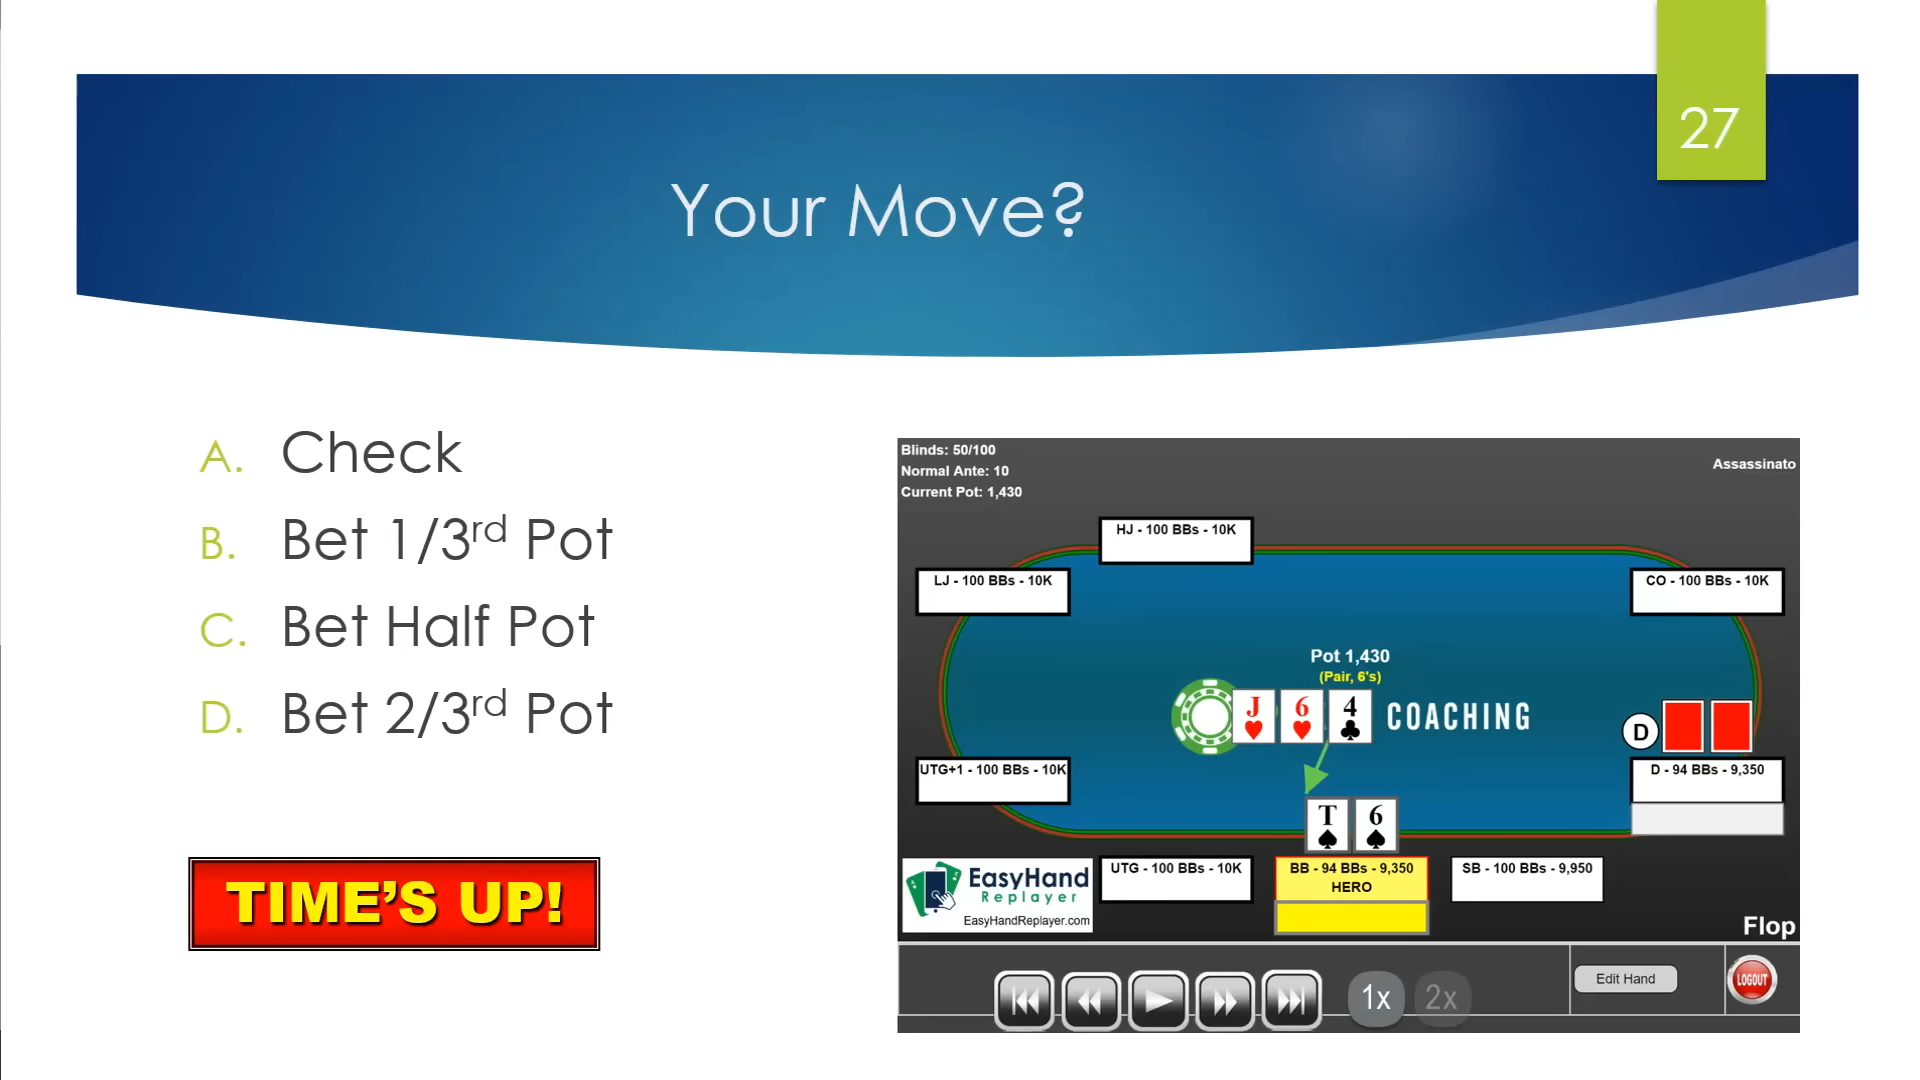 27
Your Move?
A. Check
B. Bet 1/3rd Pot
C. Bet Half Pot
D. Bet 2/3rd Pot
TIME'S UP!
Blinds: 50/100
Normal Ante: 10
Current Pot: 1,430
Assassinato
HJ - 100 BBs - 10K
LJ - 100 BBs - 10K
CO - 100 BBs - 10K
Pot 1,430
(Pair, 6's)
J 6 4
COACHING
D
UTG+1 - 100 BBs - 10K
D - 94 BBs - 9,350
T 6
UTG - 100 BBs - 10K
BB - 94 BBs - 9,350
HERO
SB - 100 BBs - 9,950
EasyHand
Replayer
EasyHandReplayer.com
Flop
1x
2x
Edit Hand
LOGOUT